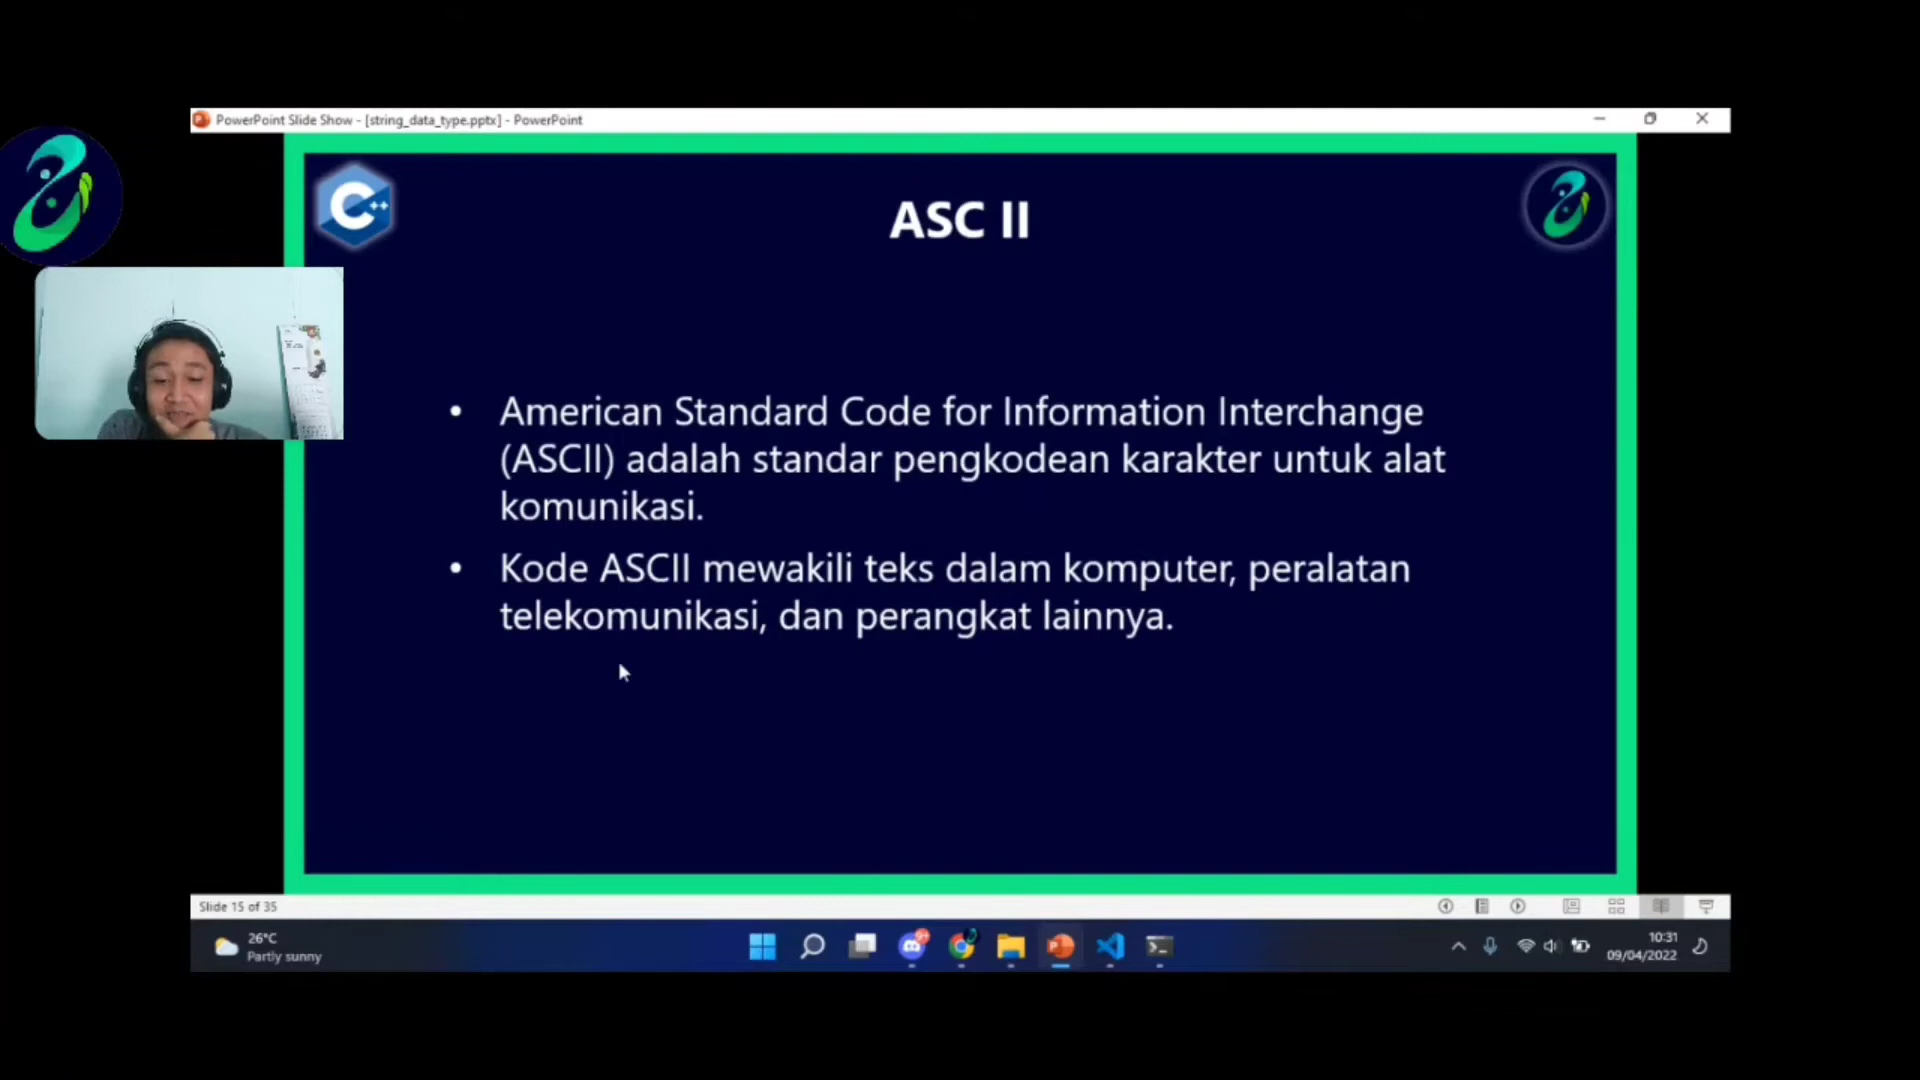 PowerPoint Slide Show - [string_data_type.pptx] - PowerPoint
C++
ASC II
• American Standard Code for Information Interchange
(ASCII) adalah standar pengkodean karakter untuk alat
komunikasi.
• Kode ASCII mewakili teks dalam komputer, peralatan
telekomunikasi, dan perangkat lainnya.
Slide 15 of 35
26°C
Partly sunny
10:31
09/04/2022